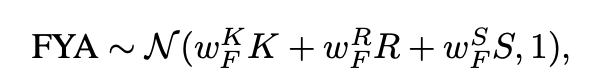 FYA ∼ 𝒩(w_F^K K + w_F^R R + w_F^S S, 1),